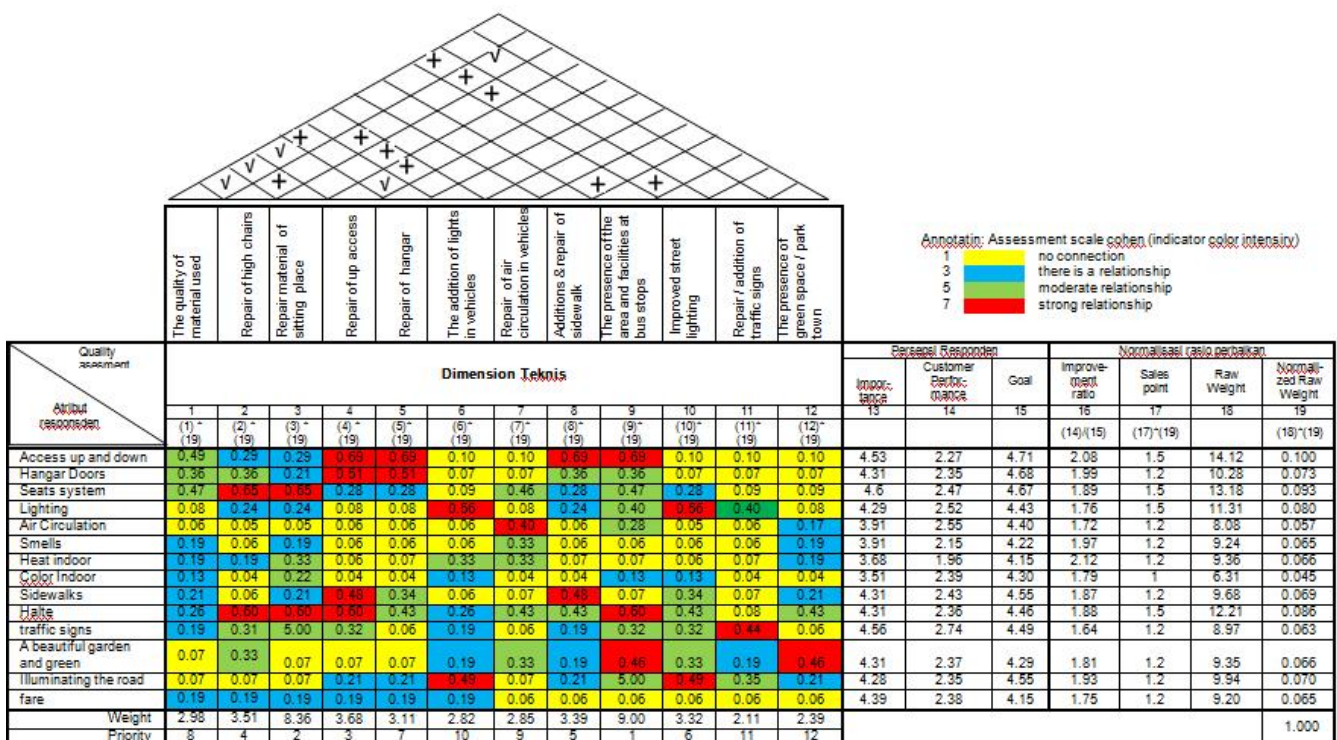 The quality of material used
Repair of high chairs
Repair material of sitting place
Repair of up access
Repair of hangar
The addition of lights in vehicles
Repair of air circulation in vehicles
Additions & repair of sidewalk
The presence of the area and facilities at bus stops
Improved street lighting
Repair / addition of traffic signs
The presence of green space / park town
Annotatin: Assessment scale cohen (indicator color intensiry)
1 no connection
3 there is a relationship
5 moderate relationship
7 strong relationship
Quality asesment
Atribut responsden
Dimension Teknis
Persepsi Responden
Normalisasi rasio perbaikan
Impor-tance
Customer Perfor-mance
Goal
Improve-ment ratio
Sales point
Raw Weight
Normali-zed Raw Weight
1 2 3 4 5 6 7 8 9 10 11 12 13 14 15 16 17 18 19
(1)*(19) (2)*(19) (3)*(19) (4)*(19) (5)*(19) (6)*(19) (7)*(19) (8)*(19) (9)*(19) (10)*(19) (11)*(19) (12)*(19) (14)/(15) (17)*(19) (18)*(19)
Access up and down 0,49 0.29 0.29 0.69 0.69 0.10 0.10 0.69 0.69 0.10 0.10 0.10 4.53 2.27 4.71 2.08 1.5 14.12 0.100
Hangar Doors 0.36 0.36 0.21 0.51 0.51 0.07 0.07 0.36 0.36 0.07 0.07 0.07 4.31 2.35 4.68 1.99 1.2 10.28 0.073
Seats system 0.47 0.65 0.65 0.28 0.28 0.09 0.46 0.28 0.47 0.28 0.09 0.09 4.6 2.47 4.67 1.89 1.5 13.18 0.093
Lighting 0.08 0.24 0.24 0.08 0.08 0.56 0.08 0.24 0.40 0.56 0.40 0.08 4.29 2.52 4.43 1.76 1.5 11.31 0.080
Air Circulation 0.06 0.05 0.05 0.06 0.06 0.06 0.40 0.06 0.28 0.05 0.06 0.17 3.91 2.55 4.40 1.72 1.2 8.08 0.057
Smells 0.19 0.06 0.19 0.06 0.06 0.06 0.33 0.06 0.06 0.06 0.06 0.19 3.91 2.15 4.22 1.97 1.2 9.24 0.065
Heat indoor 0.19 0.19 0.33 0.06 0.07 0.33 0.33 0.07 0.07 0.06 0.07 0.19 3.68 1.96 4.15 2.12 1.2 9.36 0.066
Color Indoor 0.13 0.04 0.22 0.04 0.04 0.13 0.04 0.04 0.13 0.13 0.04 0.04 3.51 2.39 4.30 1.79 1 6.31 0.045
Sidewalks 0.21 0.06 0.21 0.48 0.34 0.06 0.07 0.48 0.06 0.34 0.07 0.21 4.31 2.43 4.55 1.87 1.2 9.68 0.069
Halte 0.26 0.60 0.60 0.60 0.43 0.26 0.43 0.43 0.60 0.43 0.08 0.43 4.31 2.36 4.46 1.88 1.5 12.21 0.086
traffic signs 0.19 0.31 5.00 0.32 0.06 0.19 0.06 0.19 0.32 0.32 0.44 0.06 4.56 2.74 4.49 1.64 1.2 8.97 0.063
A beautiful garden
and green 0.07 0.33 0.07 0.07 0.07 0.19 0.33 0.19 0.46 0.33 0.19 0.46 4.31 2.37 4.29 1.81 1.2 9.35 0.066
Illuminating the road 0.07 0.07 0.07 0.21 0.21 0.49 0.07 0.21 5.00 0.49 0.35 0.21 4.28 2.35 4.55 1.93 1.2 9.94 0.070
fare 0.19 0.19 0.19 0.19 0.19 0.19 0.06 0.06 0.06 0.06 0.06 0.06 4.39 2.38 4.15 1.75 1.2 9.20 0.065
Weight 2.98 3.51 8.36 3.68 3.11 2.82 2.85 3.39 9.00 3.32 2.11 2.39 1.000
Priority 8 4 2 3 7 10 9 5 1 6 11 12